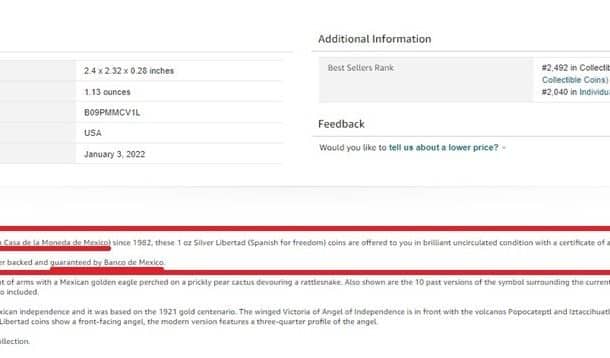 Additional Information
2.4 x 2.32 x 0.28 inches
1.13 ounces
B09PMMCV1L
USA
January 3, 2022
Best Sellers Rank
#2,492 in Collectib
Collectible Coins)
#2,040 in Individu
Feedback
Would you like to tell us about a lower price?
Casa de la Moneda de Mexico) since 1982, these 1 oz Silver Libertad (Spanish for freedom) coins are offered to you in brilliant uncirculated condition with a certificate of a
er backed and guaranteed by Banco de Mexico.
t of arms with a Mexican golden eagle perched on a prickly pear cactus devouring a rattlesnake. Also shown are the 10 past versions of the symbol surrounding the current
o included.
xican independence and it was based on the 1921 gold centenario. The winged Victoria of Angel of Independence is in front with the volcanos Popocateptl and Iztaccihuatl
Libertad coins show a front-facing angel, the modern version features a three-quarter profile of the angel.
llection.